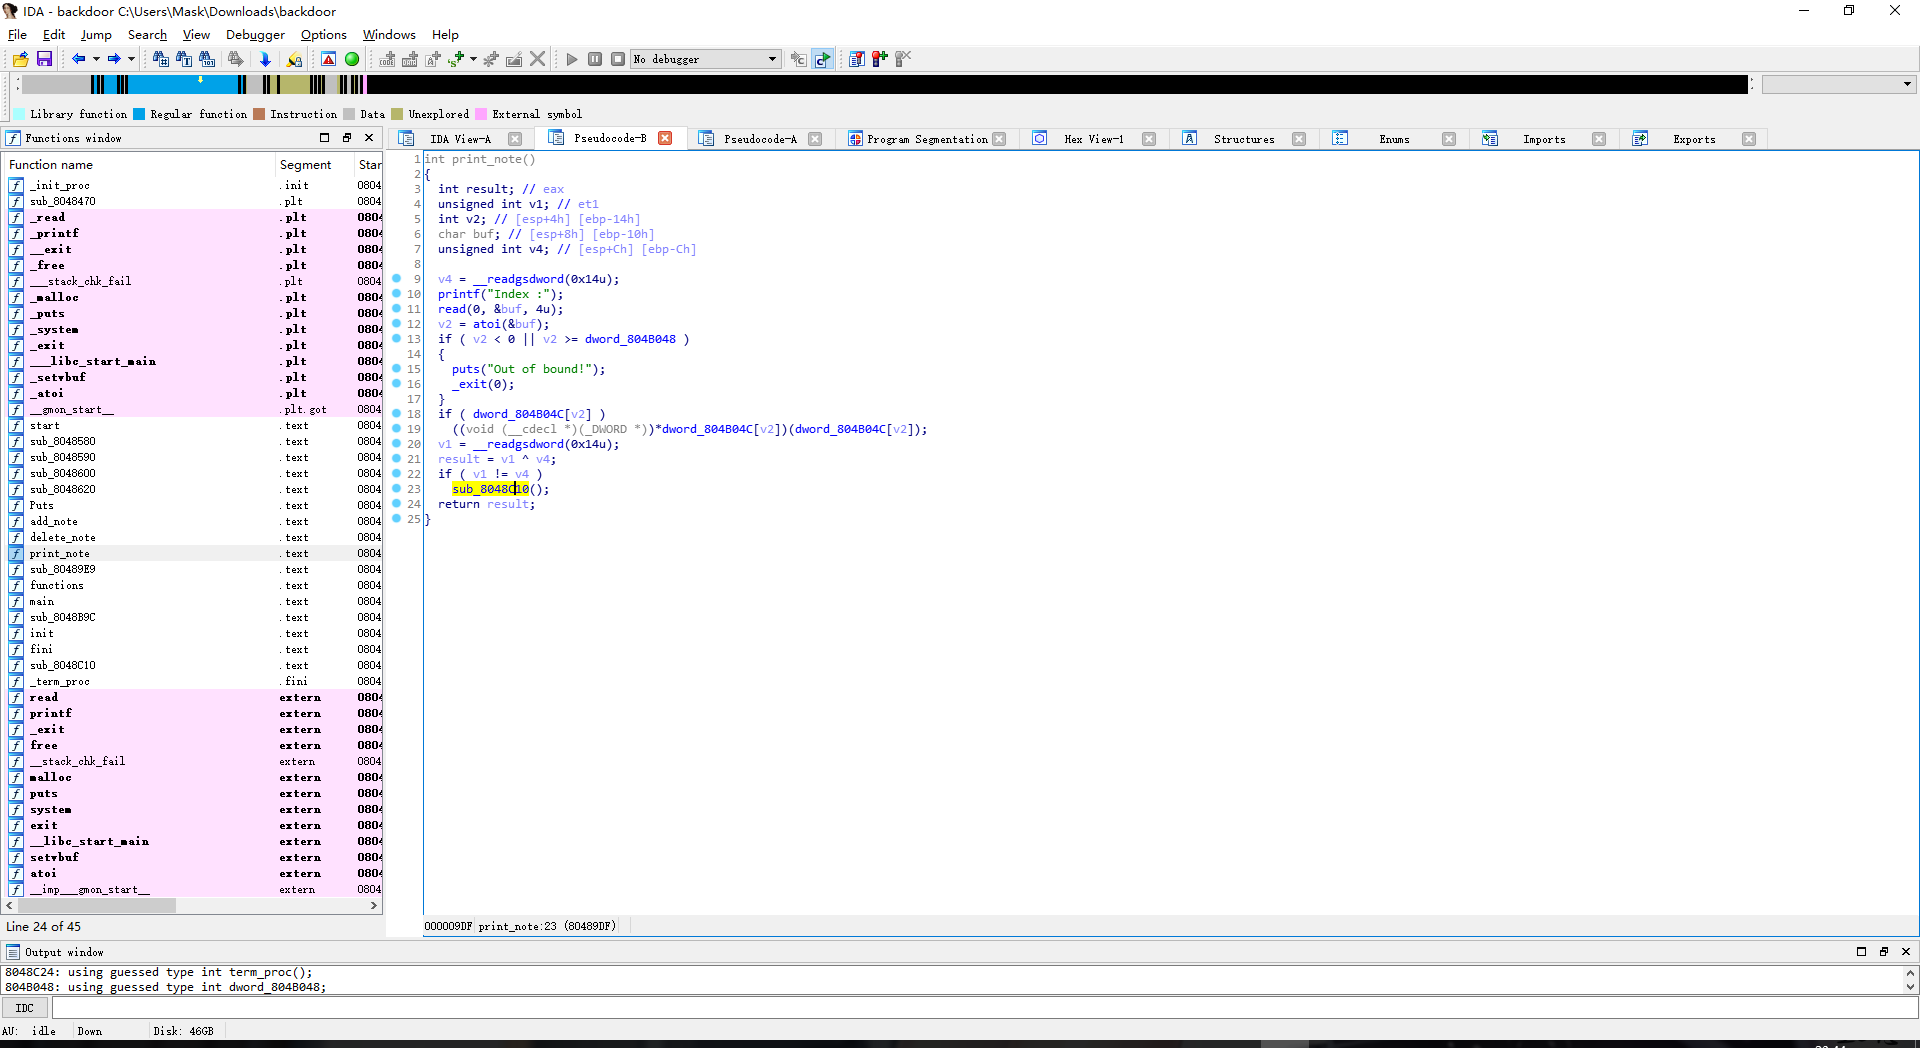 IDA - backdoor C:\Users\Mask\Downloads\backdoor
File Edit Jump Search View Debugger Options Windows Help
No debugger
Library function Regular function Instruction Data Unexplored External symbol
Functions window
IDA View-A Pseudocode-B Pseudocode-A Program Segmentation Hex View-1 Structures Enums Imports Exports
Function name Segment Star
_init_proc .init 0804
sub_8048470 .plt 0804
_read .plt 0804
_printf .plt 0804
__exit .plt 0804
_free .plt 0804
___stack_chk_fail .plt 0804
_malloc .plt 0804
_puts .plt 0804
_system .plt 0804
_exit .plt 0804
___libc_start_main .plt 0804
_setvbuf .plt 0804
_atoi .plt 0804
__gmon_start__ .plt.got 0804
start .text 0804
sub_8048580 .text 0804
sub_8048590 .text 0804
sub_8048600 .text 0804
sub_8048620 .text 0804
Puts .text 0804
add_note .text 0804
delete_note .text 0804
print_note .text 0804
sub_80489E9 .text 0804
functions .text 0804
main .text 0804
sub_8048B9C .text 0804
init .text 0804
fini .text 0804
sub_8048C10 .text 0804
_term_proc .fini 0804
read extern 0804
printf extern 0804
_exit extern 0804
free extern 0804
__stack_chk_fail extern 0804
malloc extern 0804
puts extern 0804
system extern 0804
exit extern 0804
__libc_start_main extern 0804
setvbuf extern 0804
atoi extern 0804
__imp___gmon_start__ extern 0804
Line 24 of 45
1 int print_note()
2 {
3 int result; // eax
4 unsigned int v1; // et1
5 int v2; // [esp+4h] [ebp-14h]
6 char buf; // [esp+8h] [ebp-10h]
7 unsigned int v4; // [esp+Ch] [ebp-Ch]
8
9 v4 = __readgsdword(0x14u);
10 printf("Index :");
11 read(0, &buf, 4u);
12 v2 = atoi(&buf);
13 if ( v2 < 0 || v2 >= dword_804B048 )
14 {
15 puts("Out of bound!");
16 _exit(0);
17 }
18 if ( dword_804B04C[v2] )
19 ((void (__cdecl *)(_DWORD *))*dword_804B04C[v2])(dword_804B04C[v2]);
20 v1 = __readgsdword(0x14u);
21 result = v1 ^ v4;
22 if ( v1 != v4 )
23 sub_8048C10();
24 return result;
25 }
000009DF print_note:23 (80489DF)
Output window
8048C24: using guessed type int term_proc();
804B048: using guessed type int dword_804B048;
IDC
AU: idle Down Disk: 46GB